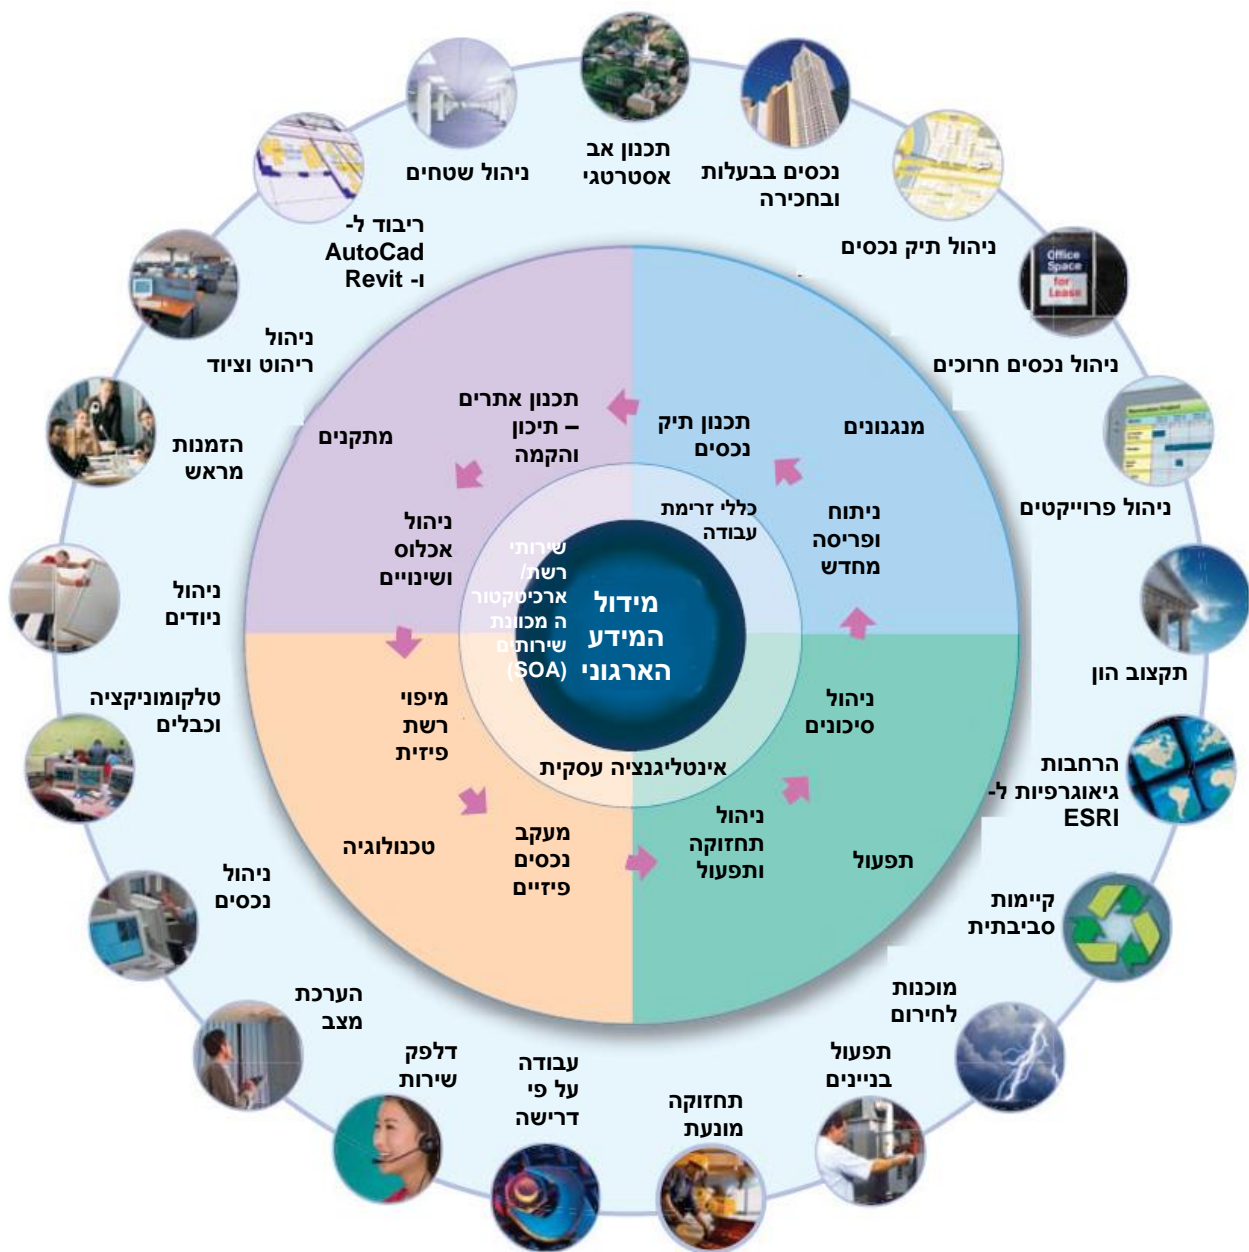 תכנון אב
אסטרטגי
נכסים בבעלות
ובחכירה
ניהול תיק נכסים
Office
Space
for
Lease
ניהול נכסים חרוכים
ניהול פרוייקטים
תקצוב הון
הרחבות
גיאוגרפיות ל-
ESRI
קיימות
סביבתית
מוכנות
לחירום
תפעול
בניינים
תחזוקה
מונעת
עבודה
על פי
דרישה
דלפק
שירות
הערכת
מצב
ניהול
נכסים
טלקומוניקציה
וכבלים
ניהול
ניודים
הזמנות
מראש
ניהול
ריהוט וציוד
ריבוד ל-
AutoCad
ו- Revit
ניהול שטחים
מנגנונים
תכנון תיק
נכסים
ניתוח
ופריסה
מחדש
תכנון אתרים
– תיכון
והקמה
מתקנים
ניהול
אכלוס
ושינויים
מיפוי
רשת
פיזית
טכנולוגיה
מעקב
נכסים
פיזיים
ניהול
תחזוקה
ותפעול
תפעול
ניהול
סיכונים
כללי זרימת
עבודה
שירותי
רשת/
ארכיטקטור
ה מכוונת
שירותים
(SOA)
אינטליגנציה עסקית
מידול
המידע
הארגוני